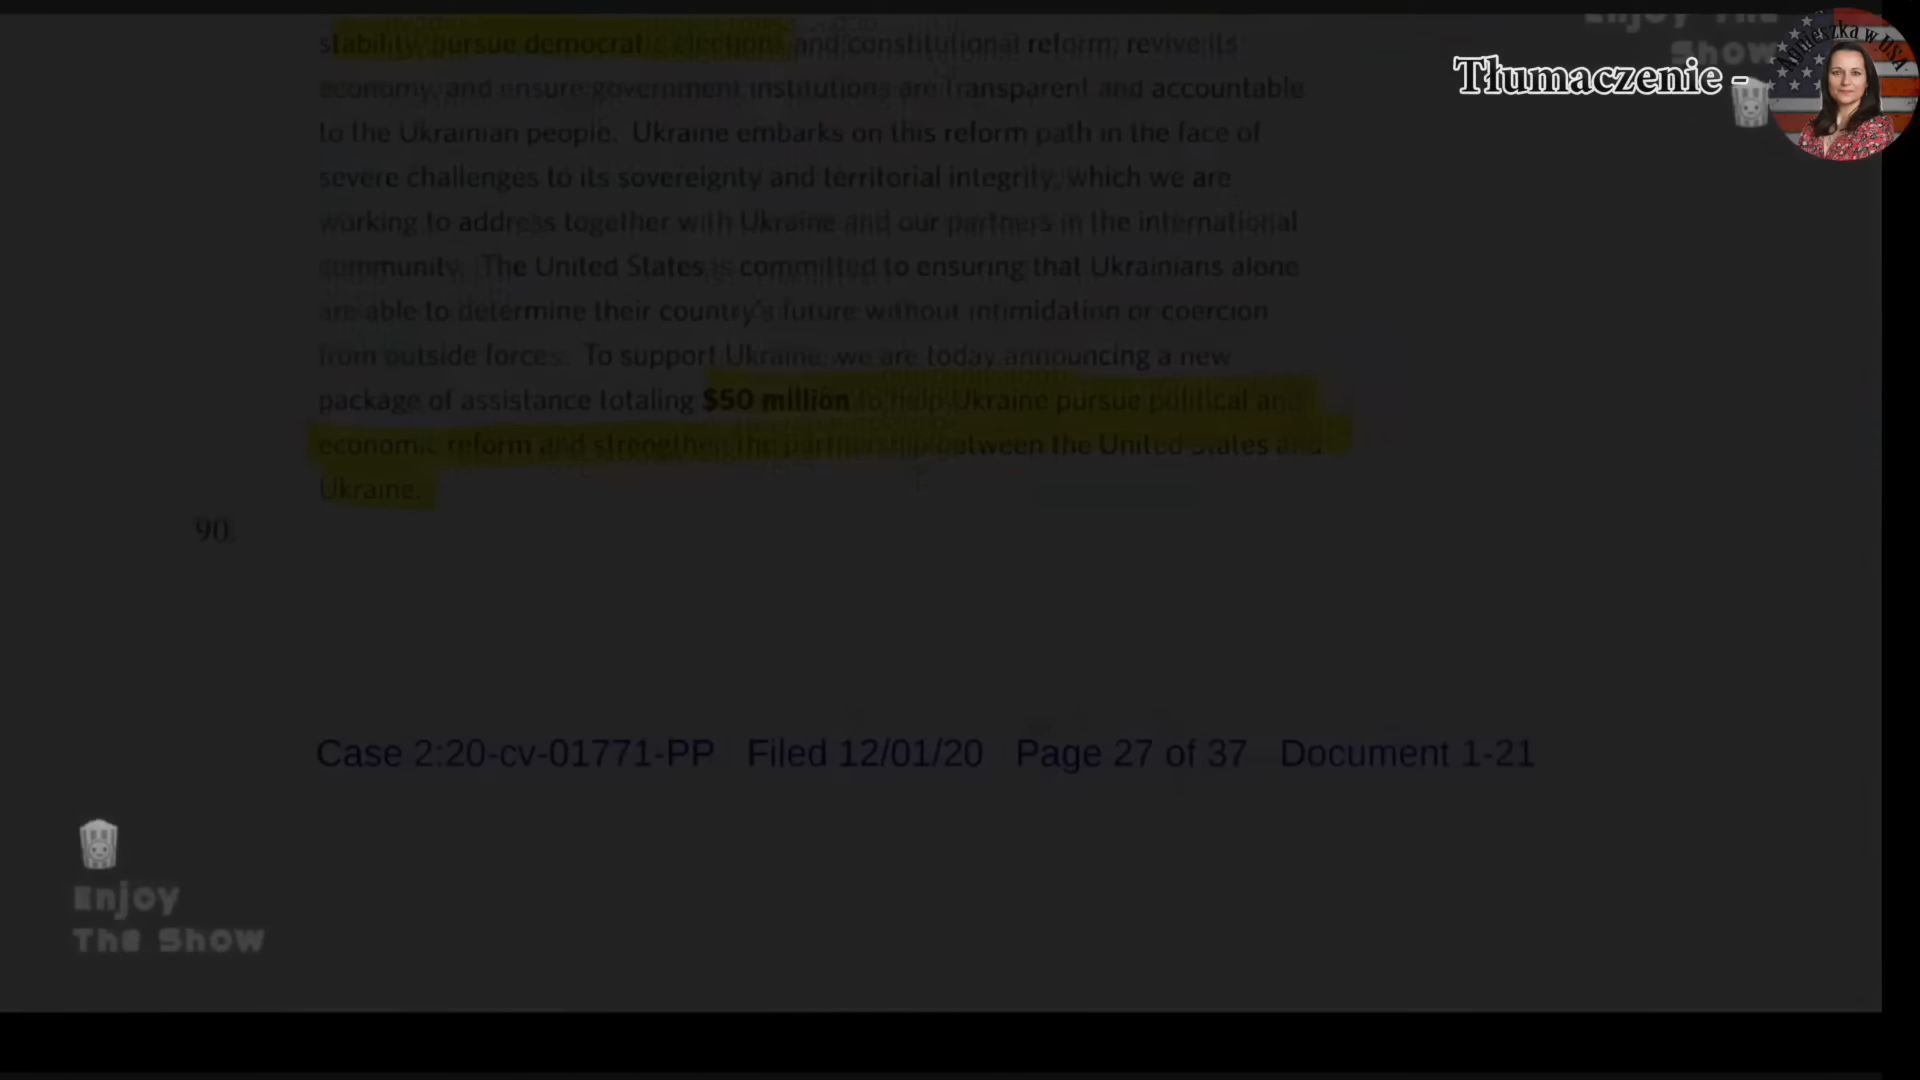 Enjoy The
Show
Agnieszka w USA
Tłumaczenie -
stability, pursue democratic elections and constitutional reform, revive its
economy, and ensure government institutions are transparent and accountable
to the Ukrainian people. Ukraine embarks on this reform path in the face of
severe challenges to its sovereignty and territorial integrity, which we are
working to address together with Ukraine and our partners in the international
community. The United States is committed to ensuring that Ukrainians alone
are able to determine their country's future without intimidation or coercion
from outside forces. To support Ukraine, we are today announcing a new
package of assistance totaling $50 million to help Ukraine pursue political and
economic reform and strengthen the partnership between the United States and
Ukraine.
90.
Case 2:20-cv-01771-PP Filed 12/01/20 Page 27 of 37 Document 1-21
Enjoy
The Show